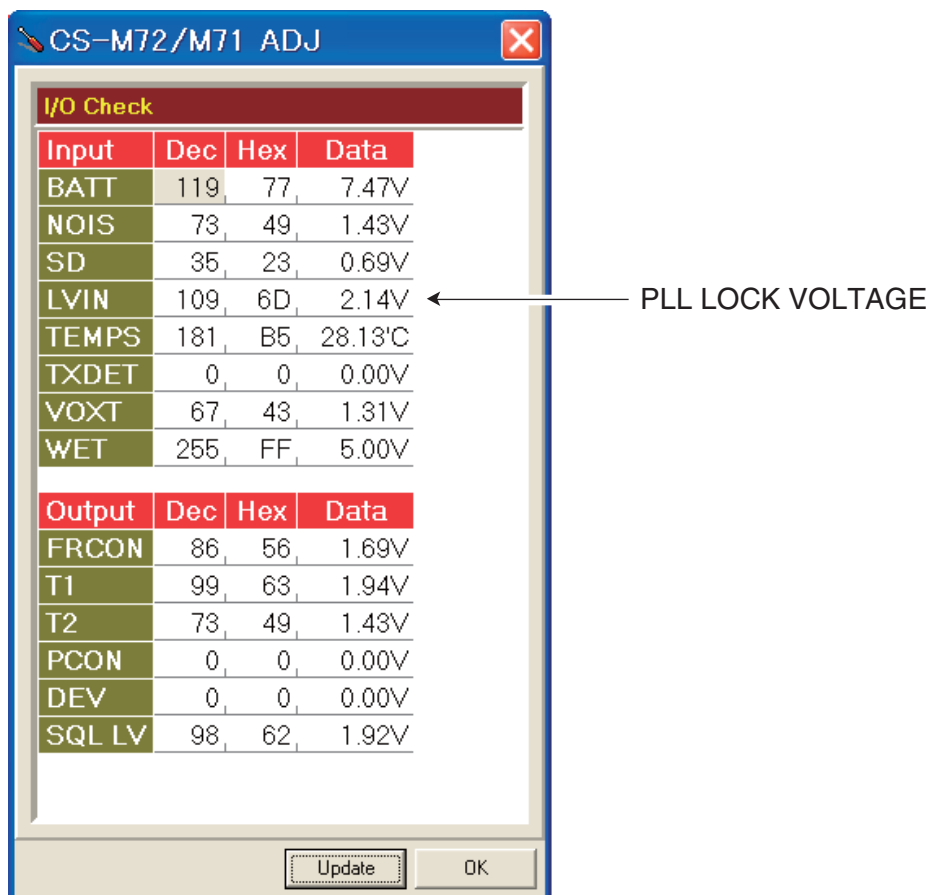 CS-M72/M71 ADJ
I/O Check
Input Dec Hex Data
BATT 119 77 7.47V
NOIS 73 49 1.43V
SD 35 23 0.69V
LVIN 109 6D 2.14V PLL LOCK VOLTAGE
TEMPS 181 B5 28.13'C
TXDET 0 0 0.00V
VOXT 67 43 1.31V
WET 255 FF 5.00V
Output Dec Hex Data
FRCON 86 56 1.69V
T1 99 63 1.94V
T2 73 49 1.43V
PCON 0 0 0.00V
DEV 0 0 0.00V
SQL LV 98 62 1.92V
Update OK